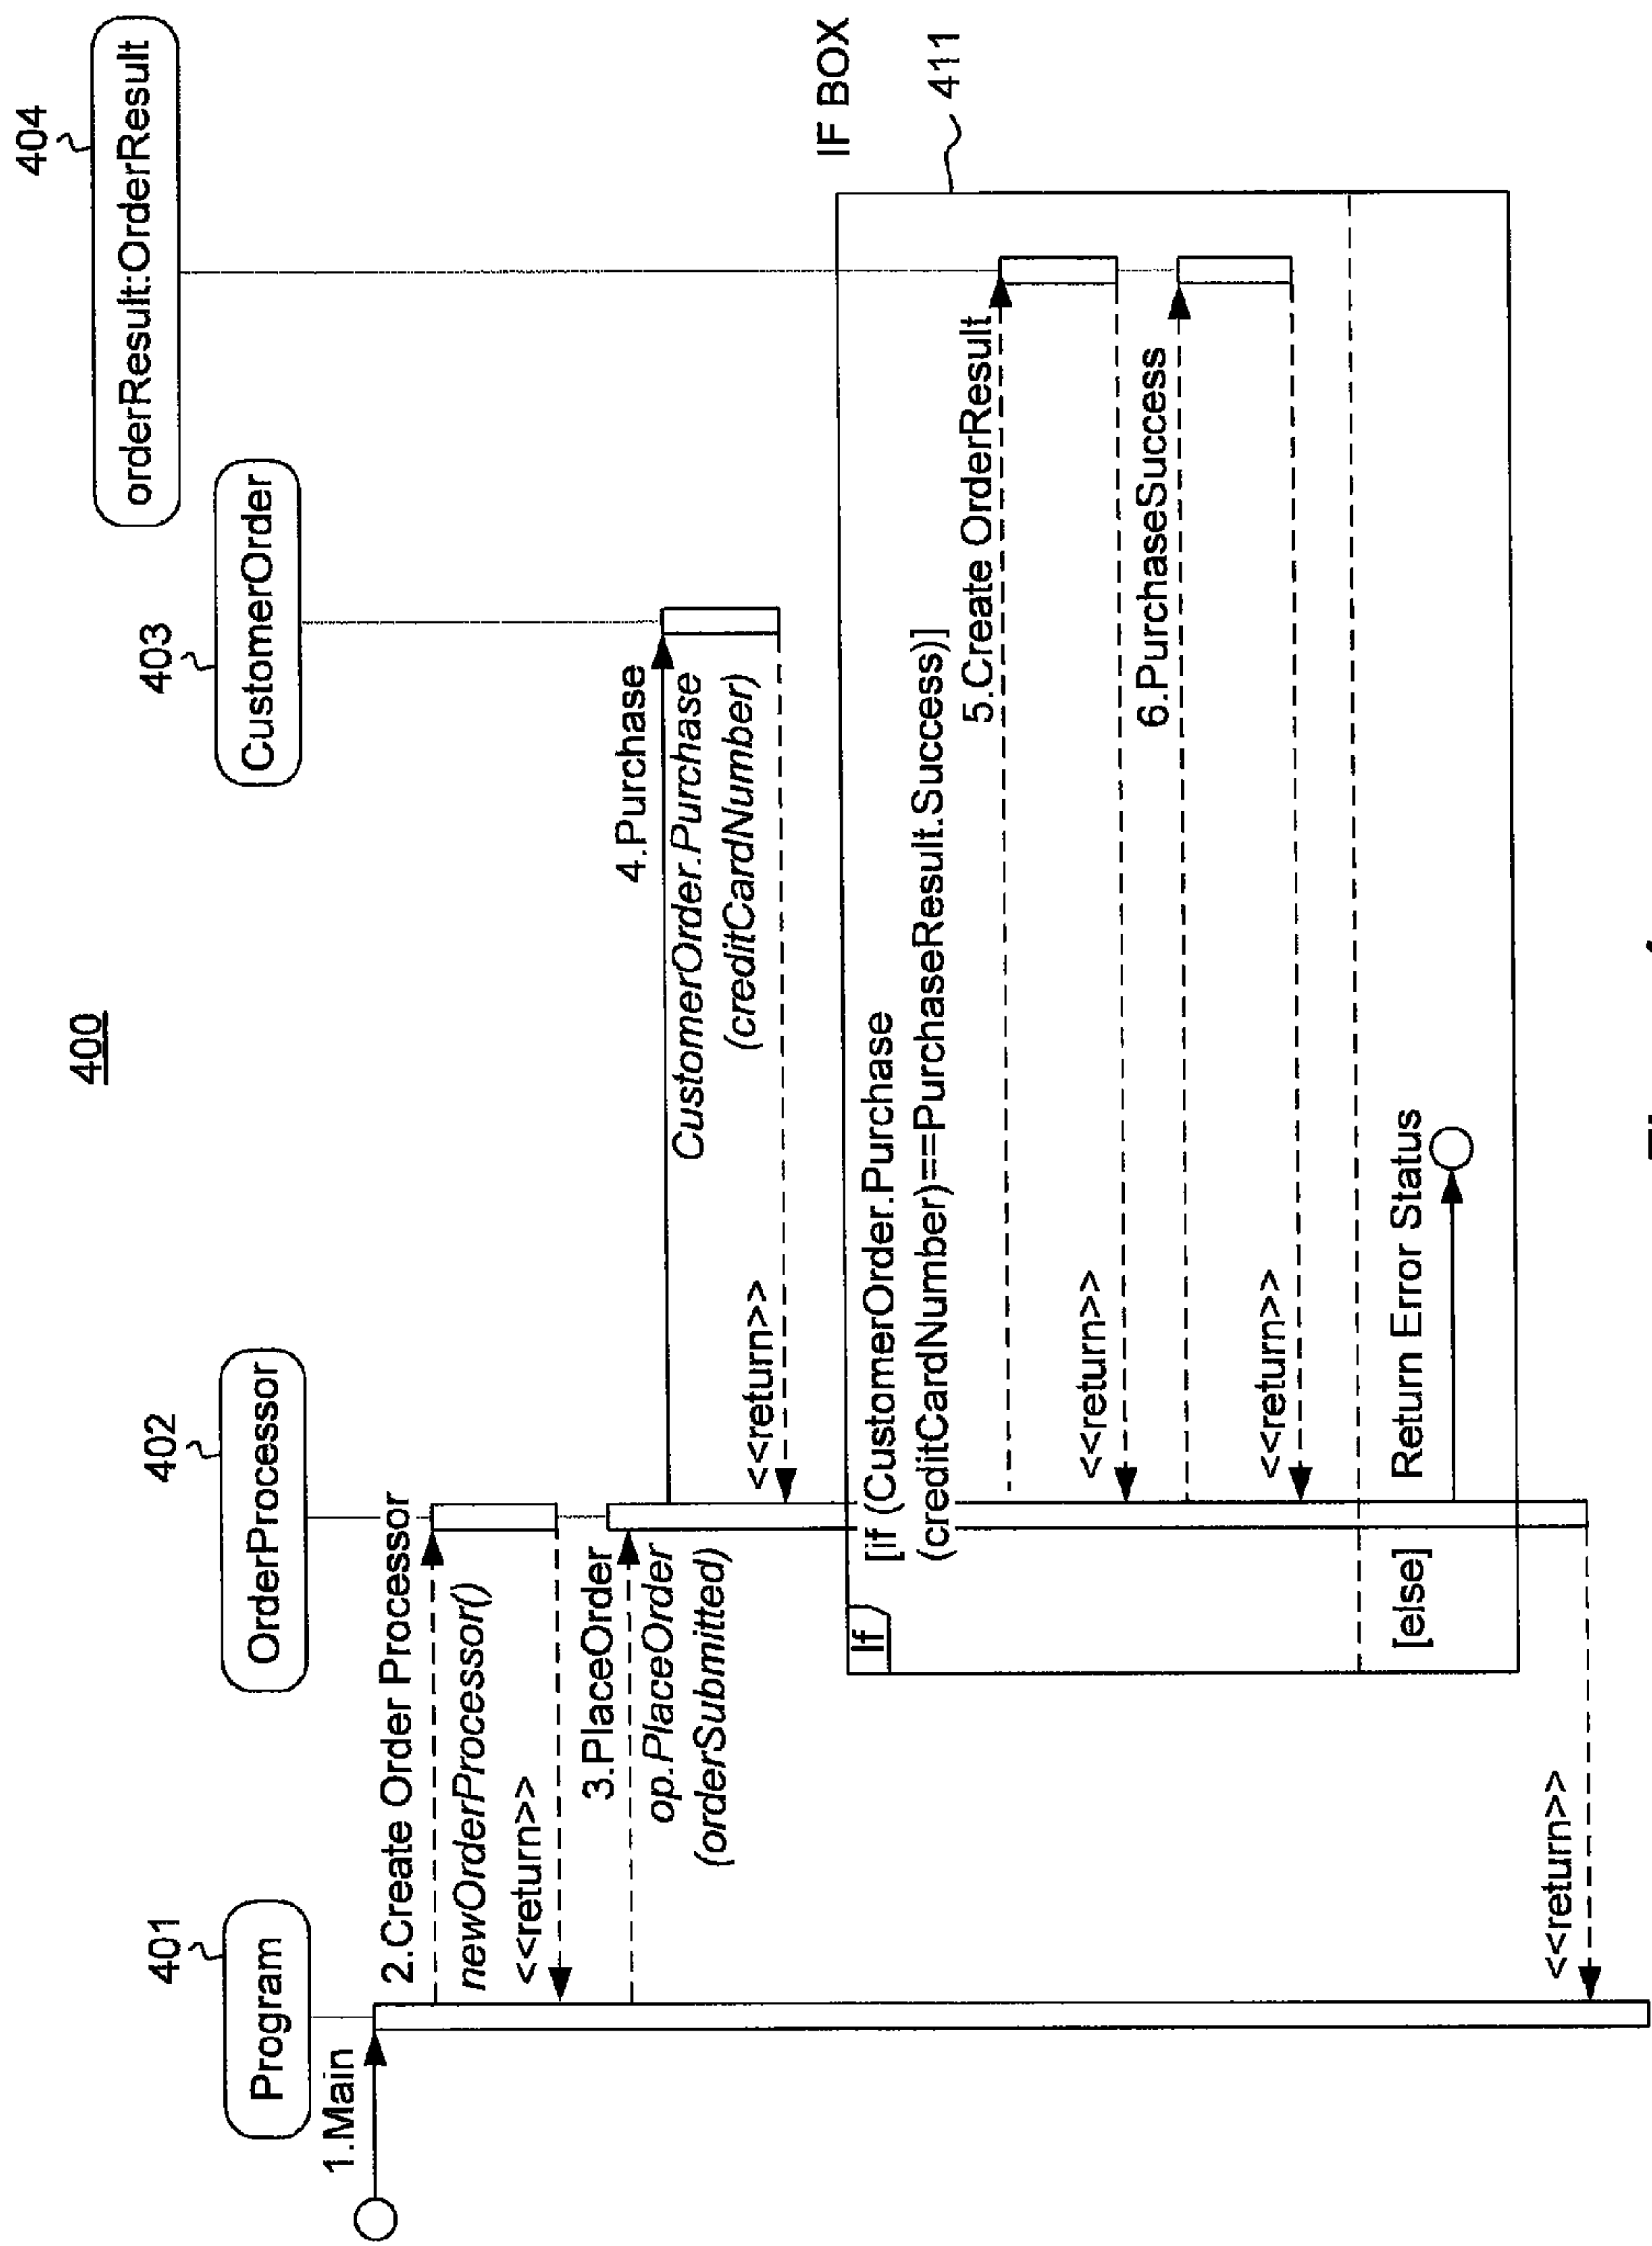 400
401
Program
402
OrderProcessor
403
CustomerOrder
404
orderResult:OrderResult
1.Main
2.Create Order Processor
newOrderProcessor()
<<return>>
3.PlaceOrder
op.PlaceOrder
(orderSubmitted)
4.Purchase
CustomerOrder.Purchase
(creditCardNumber)
<<return>>
IF BOX
411
If
[if (CustomerOrder.Purchase
(creditCardNumber)==PurchaseResult.Success)]
5.Create OrderResult
<<return>>
6.PurchaseSuccess
<<return>>
[else]
Return Error Status
<<return>>